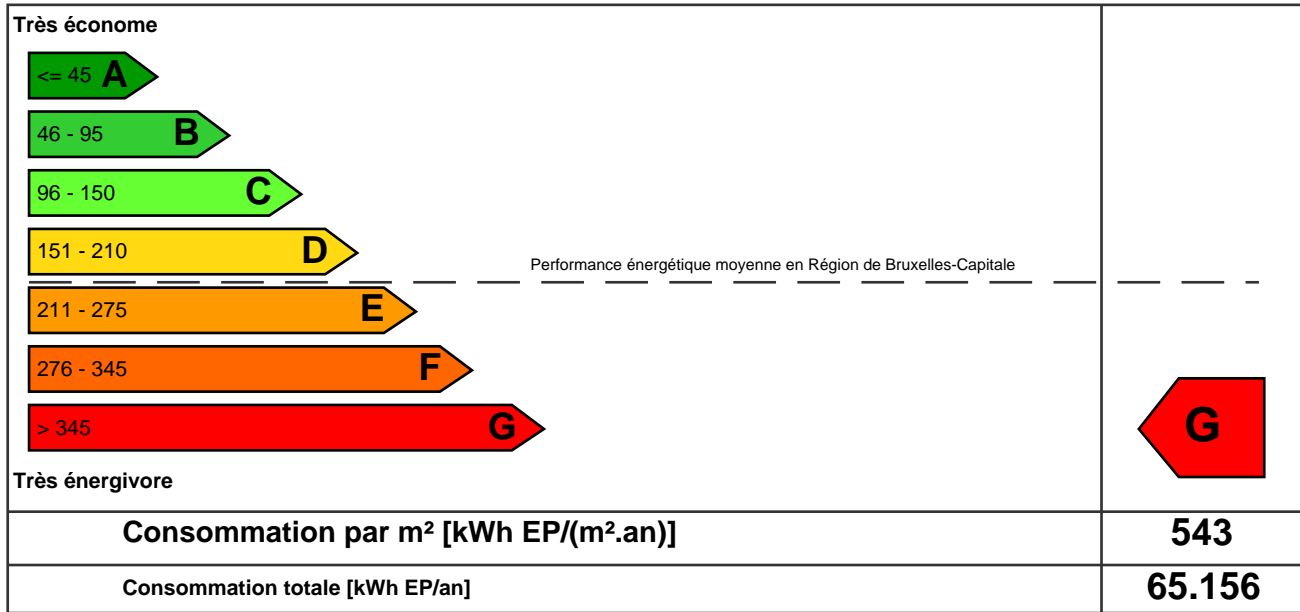 Très économe
<= 45 A
46 - 95 B
96 - 150 C
151 - 210 D
Performance énergétique moyenne en Région de Bruxelles-Capitale
211 - 275 E
276 - 345 F
> 345 G
G
Très énergivore
Consommation par m² [kWh EP/(m².an)] 543
Consommation totale [kWh EP/an] 65.156